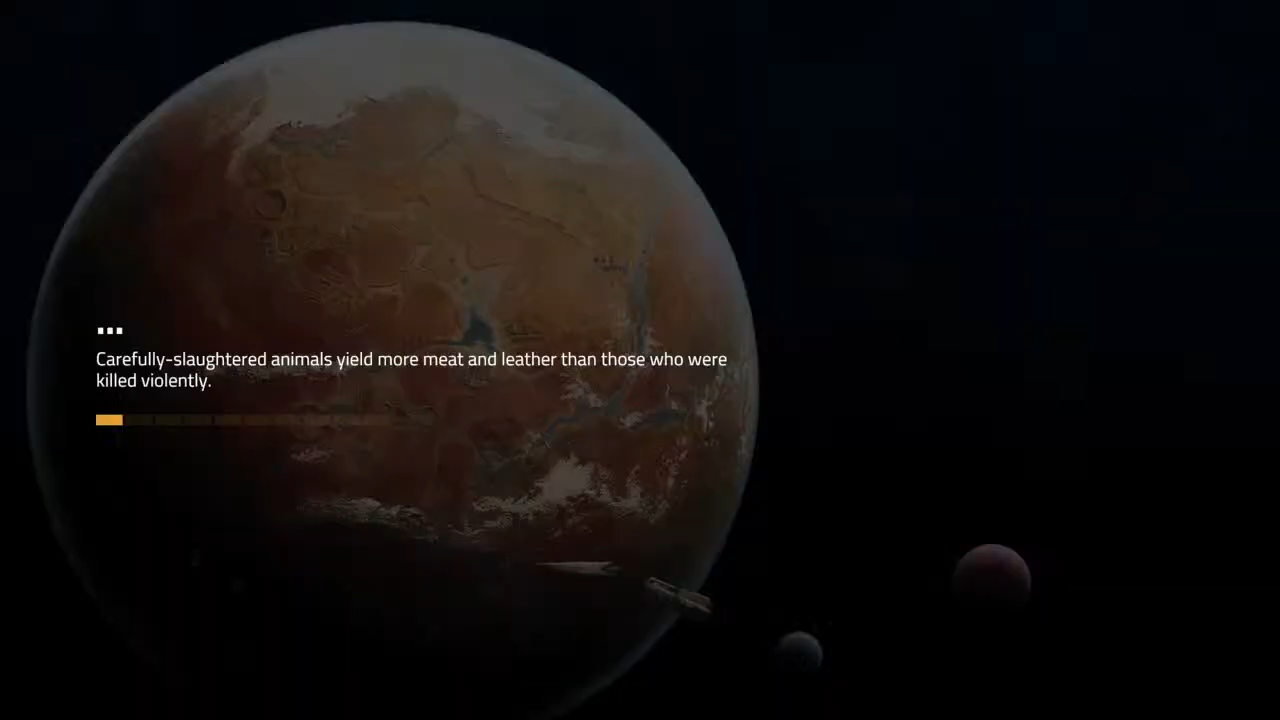 ...
Carefully-slaughtered animals yield more meat and leather than those who were
killed violently.